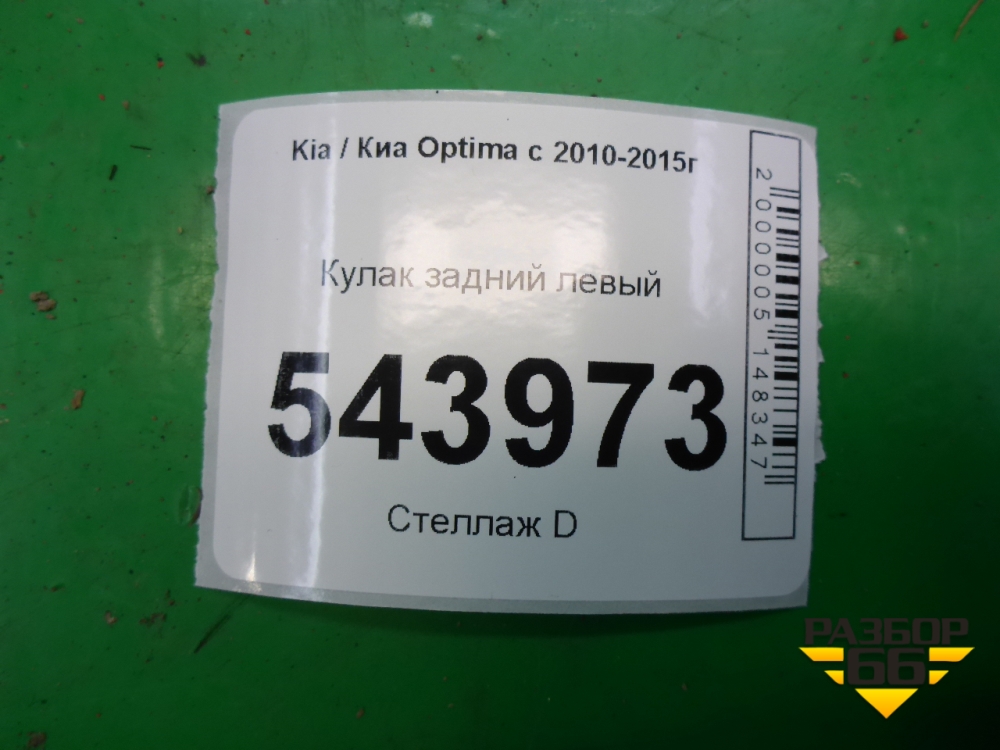 Kia / Киа Optima с 2010-2015г
Кулак задний левый
543973
Стеллаж D
2000005148347
РАЗБОР
66